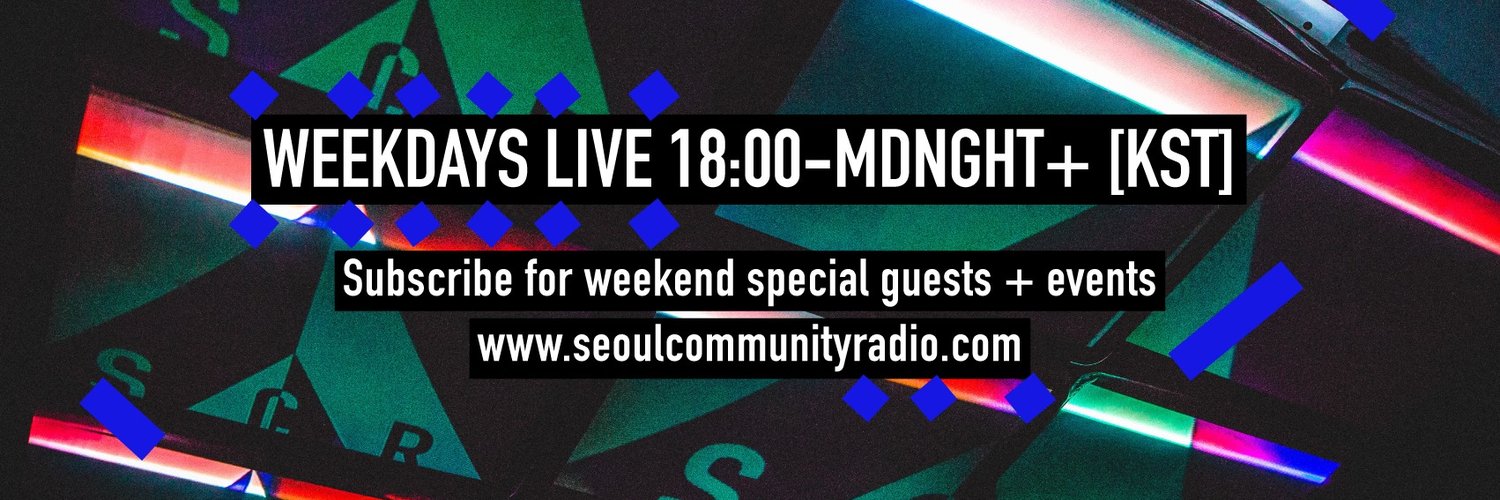 S
C
WEEKDAYS LIVE 18:00-MDNGHT+ [KST]
Subscribe for weekend special guests + events
www.seoulcommunityradio.com
S C R
S